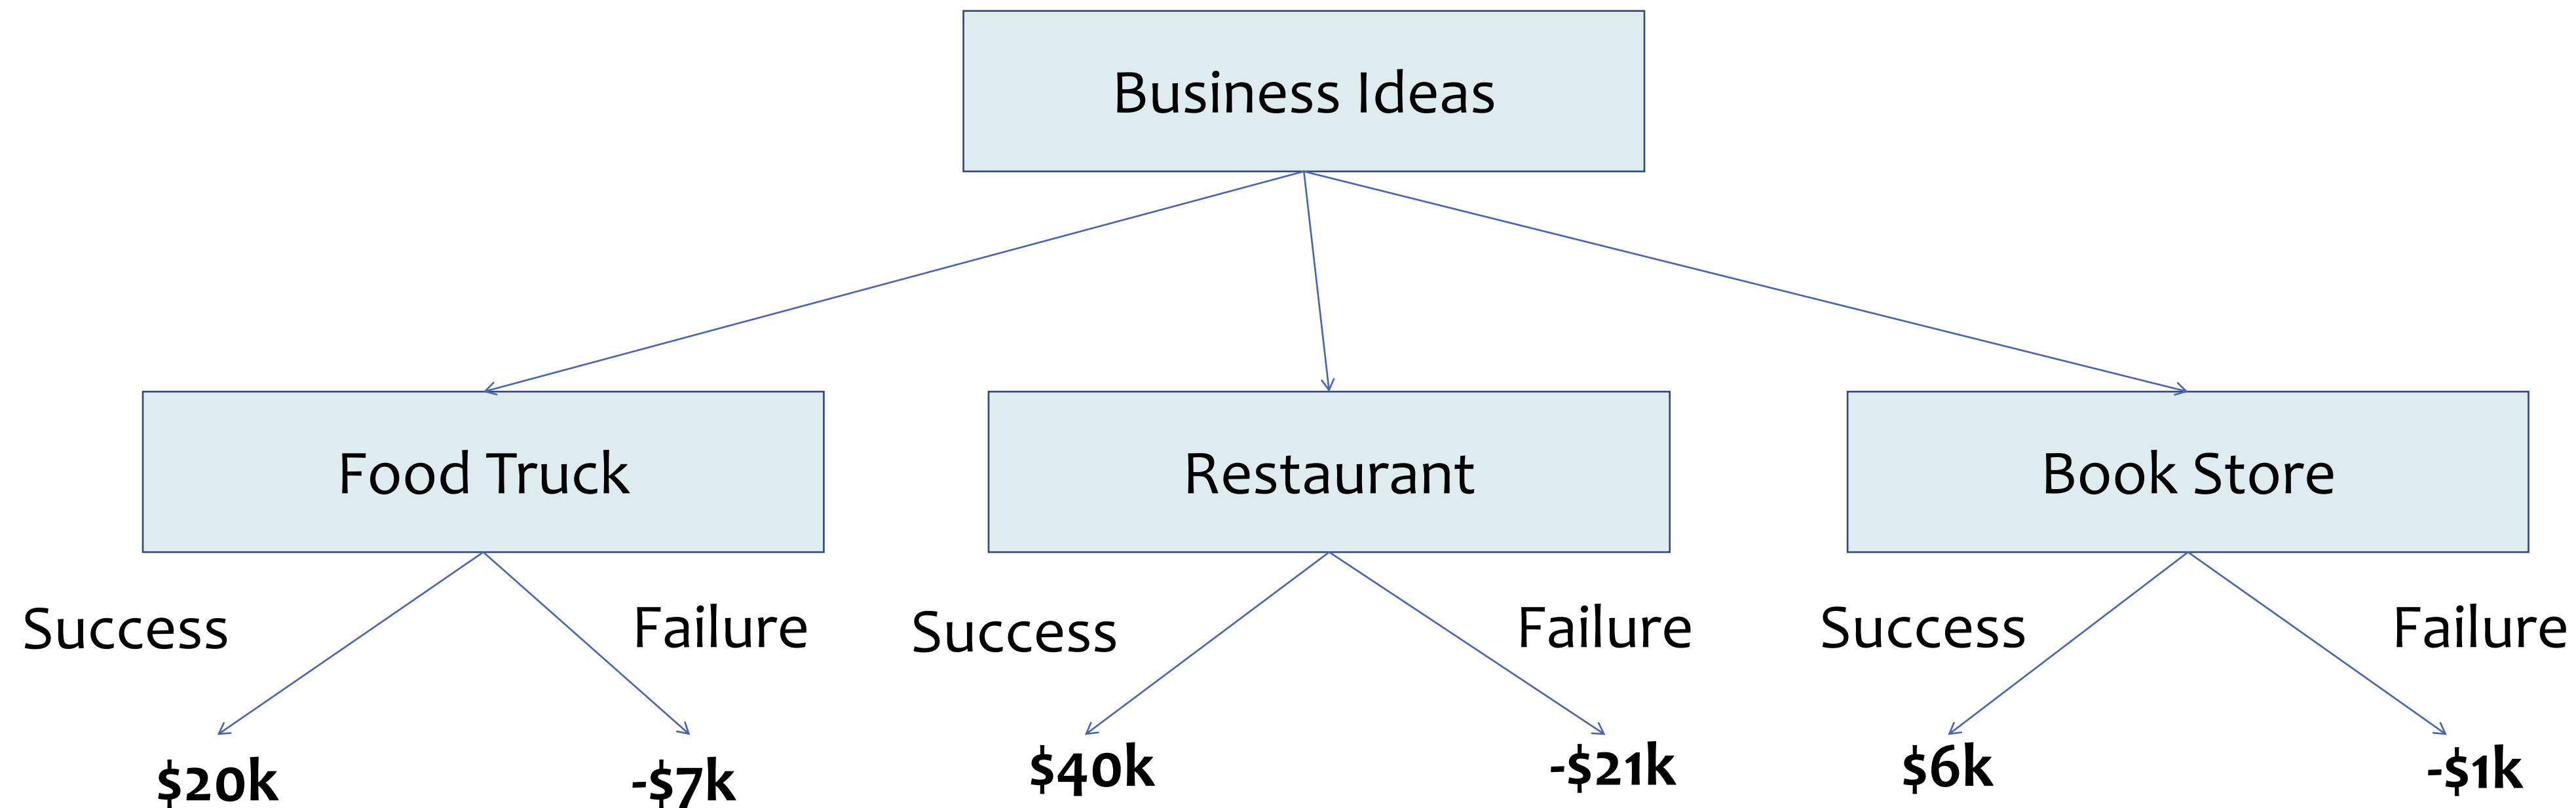 Business Ideas
Food Truck
Restaurant
Book Store
Success
Failure
Success
Failure
Success
Failure
$20k
-$7k
$40k
-$21k
$6k
-$1k